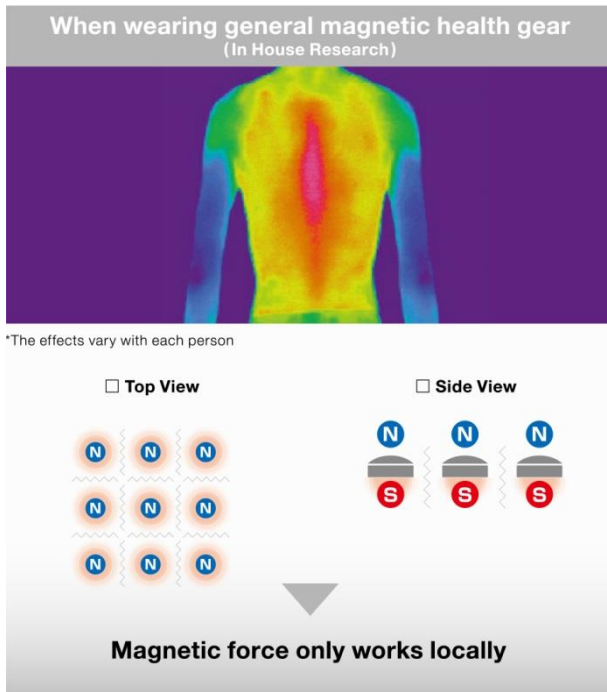 When wearing general magnetic health gear
(In House Research)
*The effects vary with each person
Top View
Side View
N N N
N N N
N N N
N N N
S S S
Magnetic force only works locally